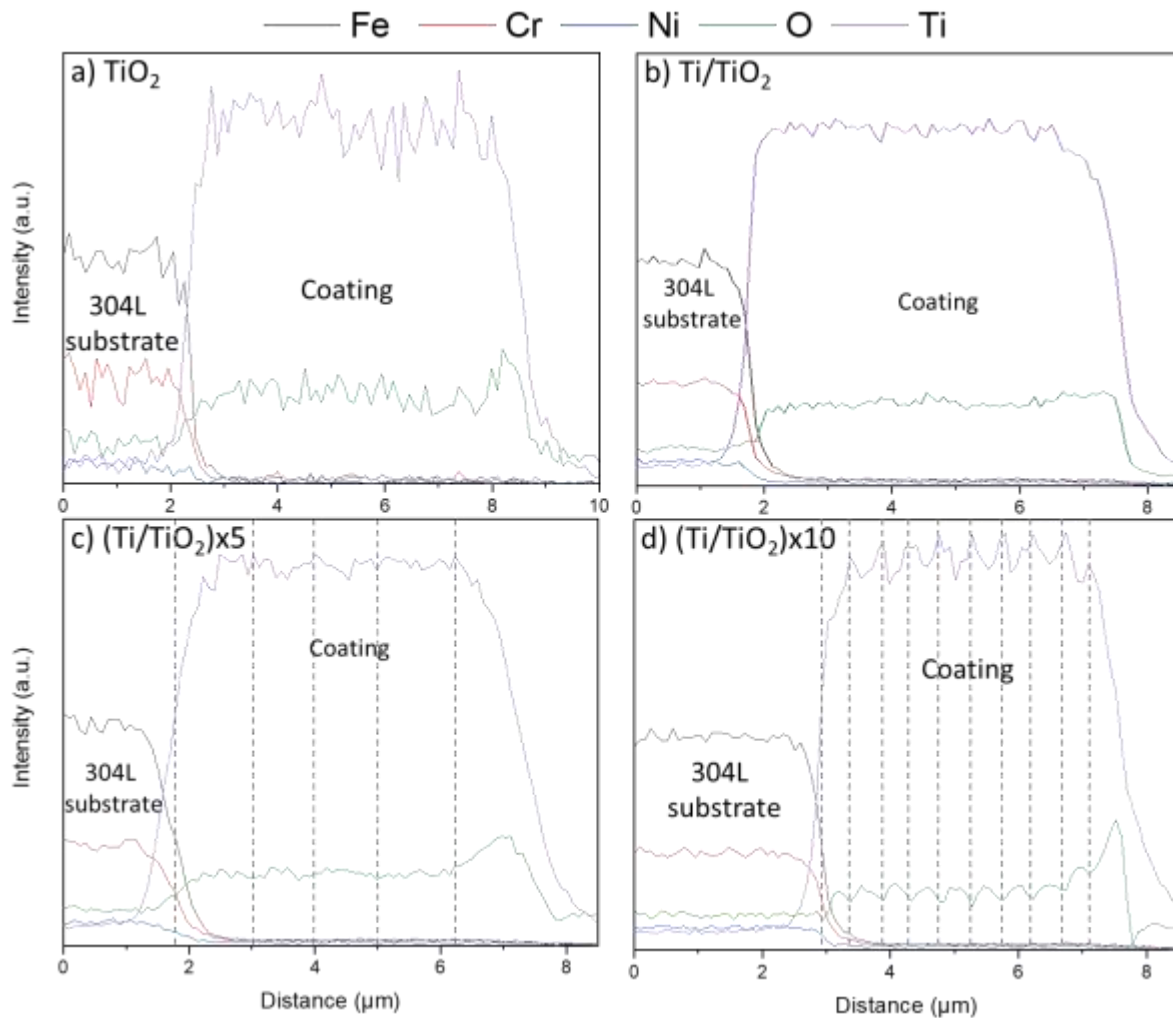 Fe Cr Ni O Ti
a) TiO₂
b) Ti/TiO₂
Intensity (a.u.)
304L
substrate
Coating
304L
substrate
Coating
0 2 4 6 8 10
0 2 4 6 8
c) (Ti/TiO₂)x5
d) (Ti/TiO₂)x10
Intensity (a.u.)
304L
substrate
Coating
304L
substrate
Coating
0 2 4 6 8
0 2 4 6 8
Distance (µm)
Distance (µm)